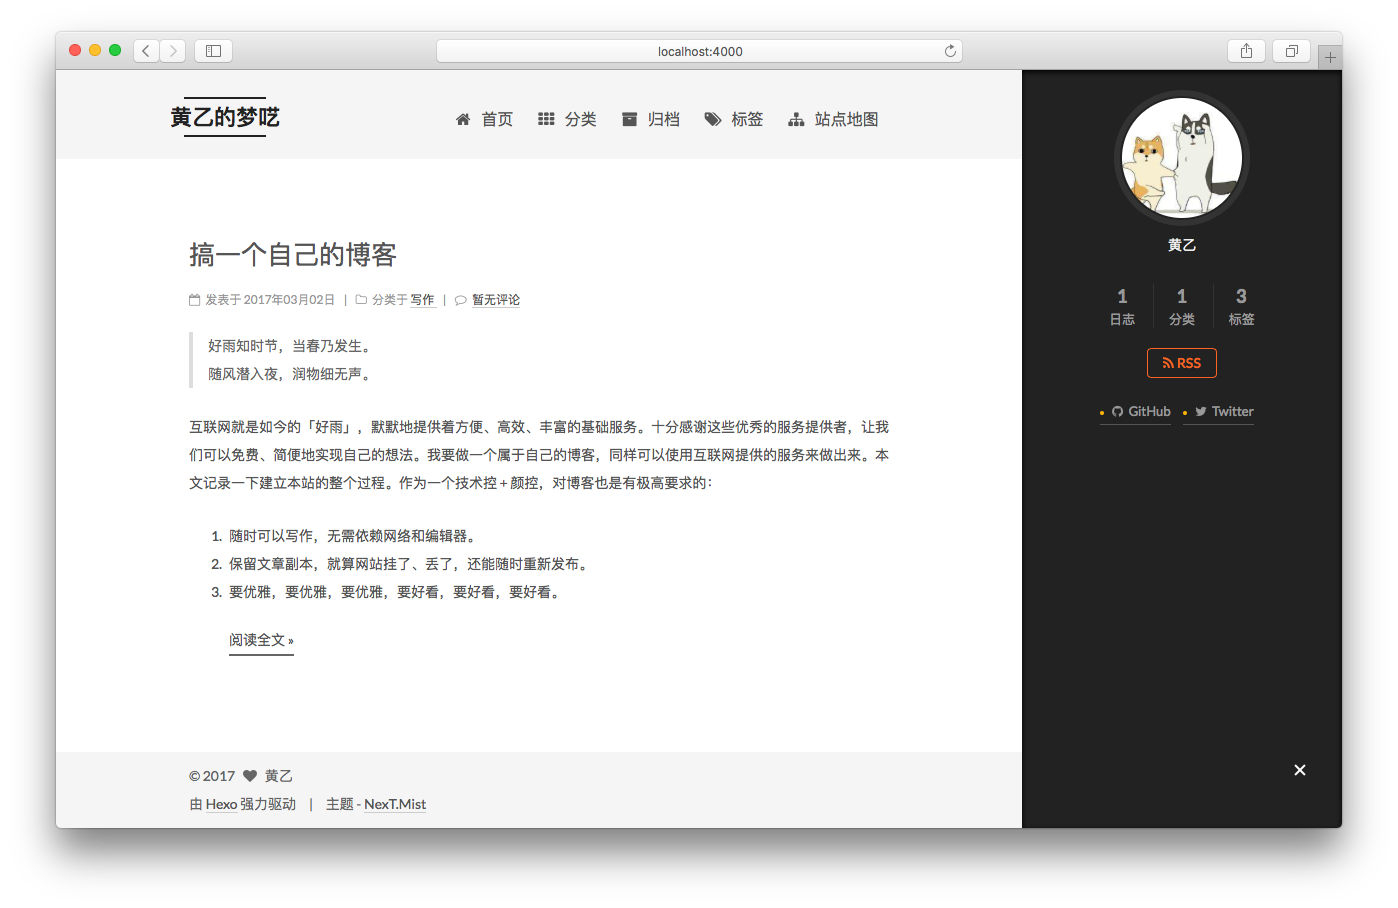 localhost:4000
黄乙的梦呓
首页 分类 归档 标签 站点地图
搞一个自己的博客
发表于 2017年03月02日 | 分类于 写作 | 暂无评论
好雨知时节，当春乃发生。
随风潜入夜，润物细无声。
互联网就是如今的「好雨」，默默地提供着方便、高效、丰富的基础服务。十分感谢这些优秀的服务提供者，让我
们可以免费、简便地实现自己的想法。我要做一个属于自己的博客，同样可以使用互联网提供的服务来做出来。本
文记录一下建立本站的整个过程。作为一个技术控＋颜控，对博客也是有极高要求的：
1. 随时可以写作，无需依赖网络和编辑器。
2. 保留文章副本，就算网站挂了、丢了，还能随时重新发布。
3. 要优雅，要优雅，要优雅，要好看，要好看，要好看。
阅读全文 »
© 2017 黄乙
由 Hexo 强力驱动 | 主题 - NexT.Mist
黄乙
1 1 3
日志 分类 标签
RSS
GitHub Twitter